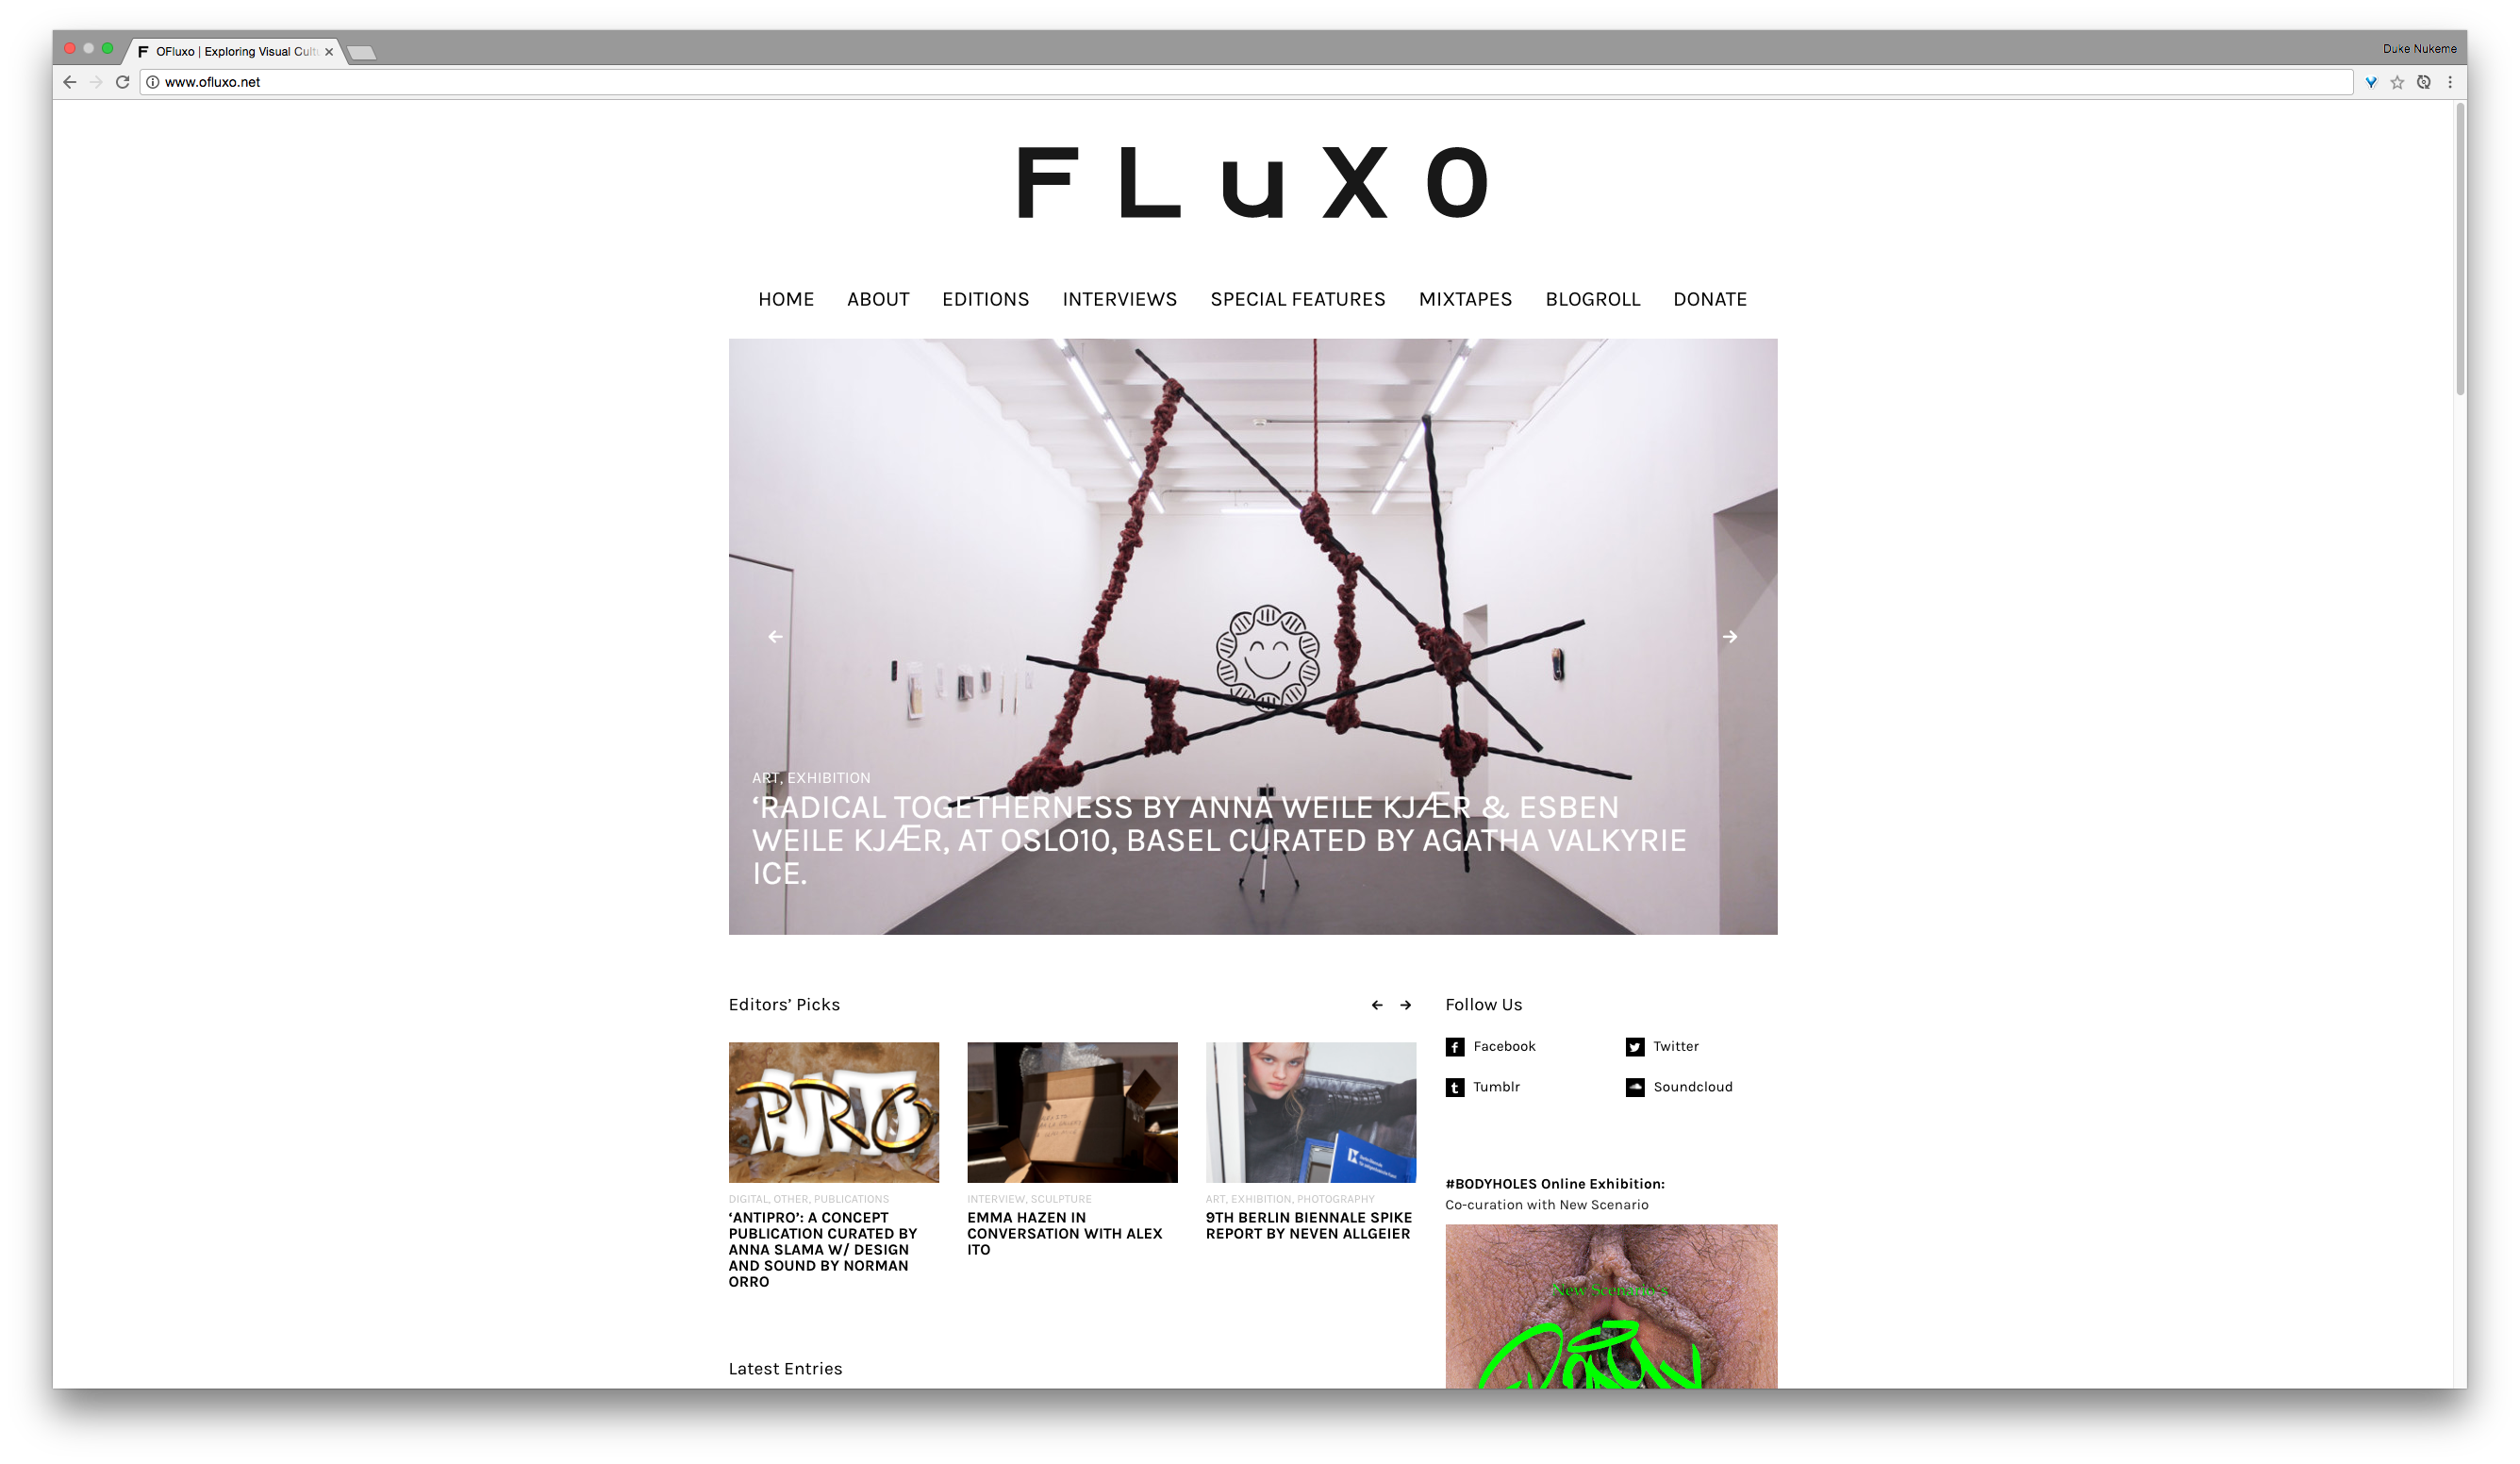 Duke Nukeme
F OFluxo | Exploring Visual Cultu
www.ofluxo.net
FLuX0
HOME ABOUT EDITIONS INTERVIEWS SPECIAL FEATURES MIXTAPES BLOGROLL DONATE
ART, EXHIBITION
‘RADICAL TOGETHERNESS BY ANNA WEILE KJÆR & ESBEN
WEILE KJÆR, AT OSLO10, BASEL CURATED BY AGATHA VALKYRIE
ICE.
Editors’ Picks
ANTI
PRO
DIGITAL, OTHER, PUBLICATIONS
‘ANTIPRO’: A CONCEPT
PUBLICATION CURATED BY
ANNA SLAMA W/ DESIGN
AND SOUND BY NORMAN
ORRO
INTERVIEW, SCULPTURE
EMMA HAZEN IN
CONVERSATION WITH ALEX
ITO
ART, EXHIBITION, PHOTOGRAPHY
9TH BERLIN BIENNALE SPIKE
REPORT BY NEVEN ALLGEIER
Follow Us
Facebook
Twitter
Tumblr
Soundcloud
#BODYHOLES Online Exhibition:
Co-curation with New Scenario
New Scenario's
Latest Entries